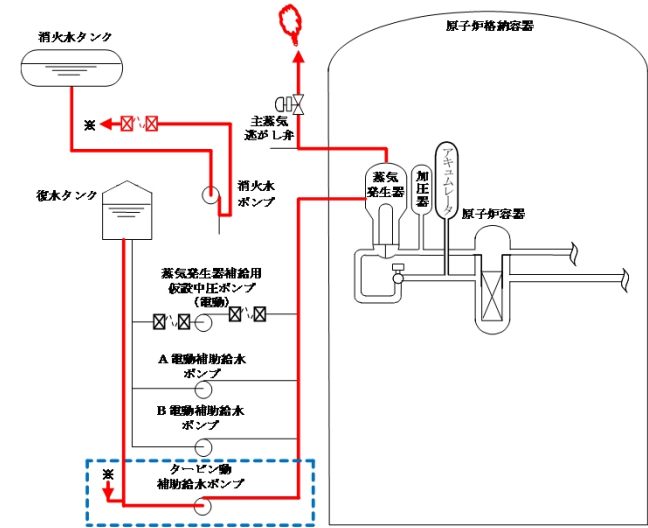 消火水タンク
※
主蒸気
逃がし弁
原子炉格納容器
復水タンク
消火水
ポンプ
蒸気
発生器
加圧器
アキュムレータ
原子炉容器
蒸気発生器補給用
仮設中圧ポンプ
（電動）
A電動補助給水
ポンプ
B電動補助給水
ポンプ
※
タービン動
補助給水ポンプ